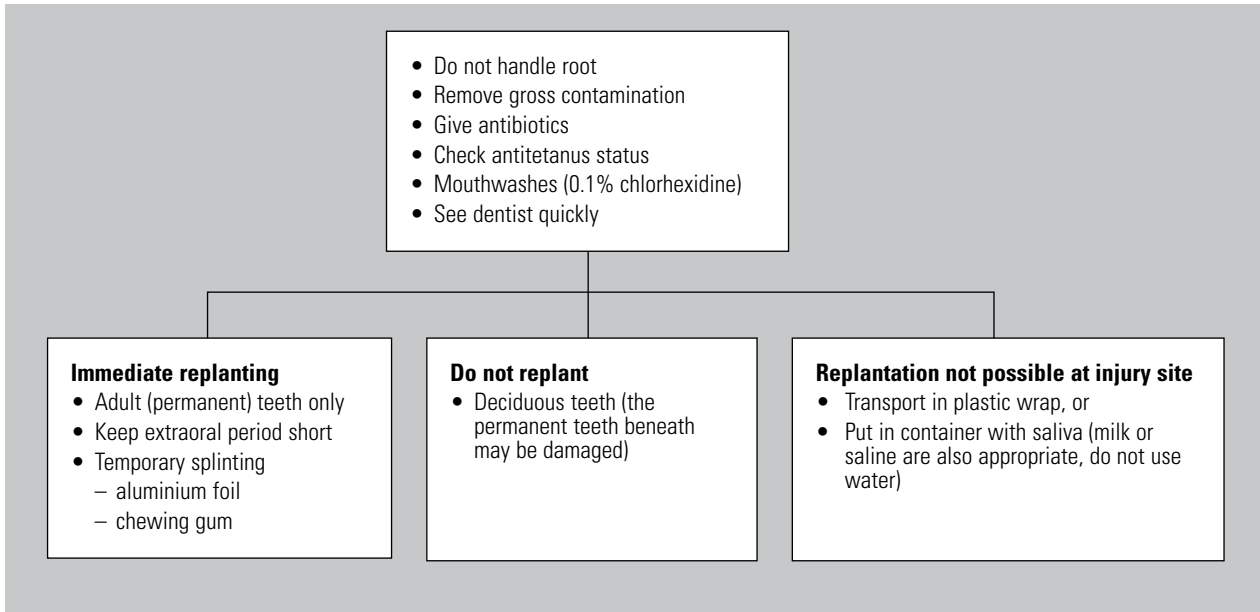 • Do not handle root
• Remove gross contamination
• Give antibiotics
• Check antitetanus status
• Mouthwashes (0.1% chlorhexidine)
• See dentist quickly
Immediate replanting
• Adult (permanent) teeth only
• Keep extraoral period short
• Temporary splinting
– aluminium foil
– chewing gum
Do not replant
• Deciduous teeth (the
permanent teeth beneath
may be damaged)
Replantation not possible at injury site
• Transport in plastic wrap, or
• Put in container with saliva (milk or
saline are also appropriate, do not use
water)